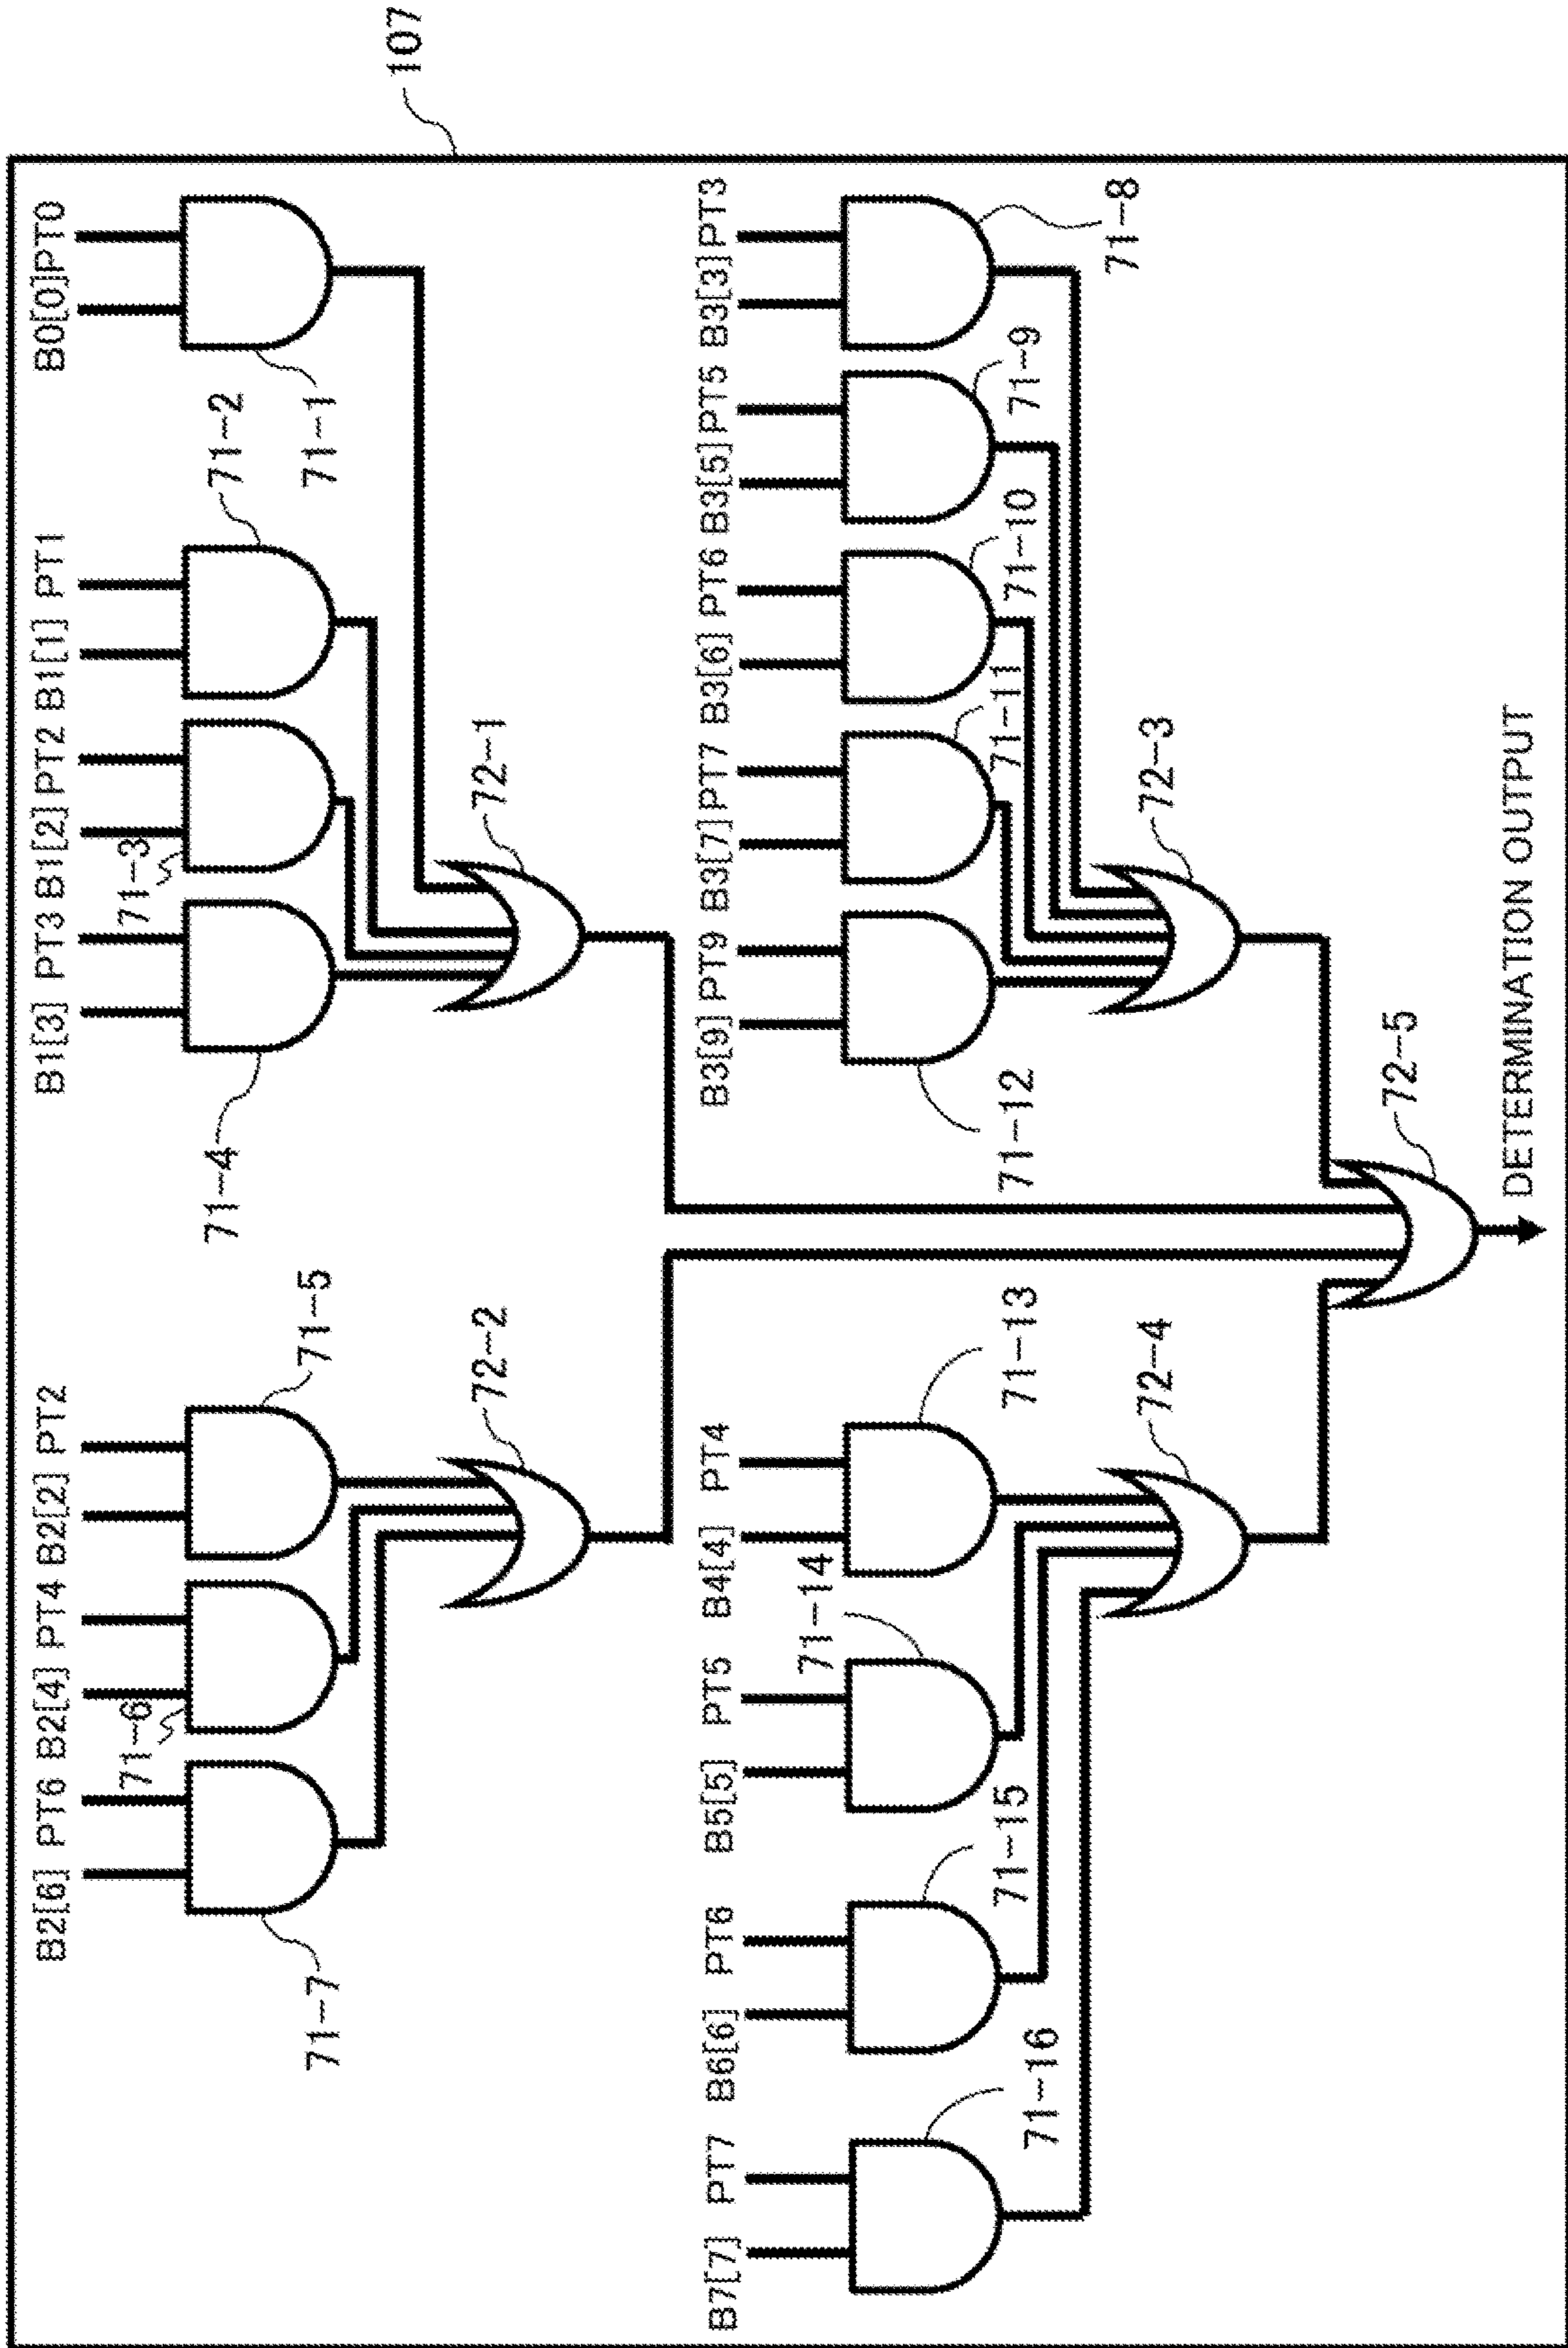 107
B2[6] PT6 B2[4] PT4 B2[2] PT2
B1[3] PT3 B1[2] PT2 B1[1] PT1
B0[0] PT0
71-6
71-3
71-4
71-2
71-7
71-5
71-1
72-2
72-1
B7[7] PT7
B6[6] PT6
B5[5] PT5
B4[4] PT4
B3[9] PT9 B3[7] PT7 B3[6] PT6 B3[5] PT5 B3[3] PT3
71-14
71-16
71-15
71-13
71-12
71-11
71-10
71-9
71-8
72-4
72-3
72-5
DETERMINATION OUTPUT